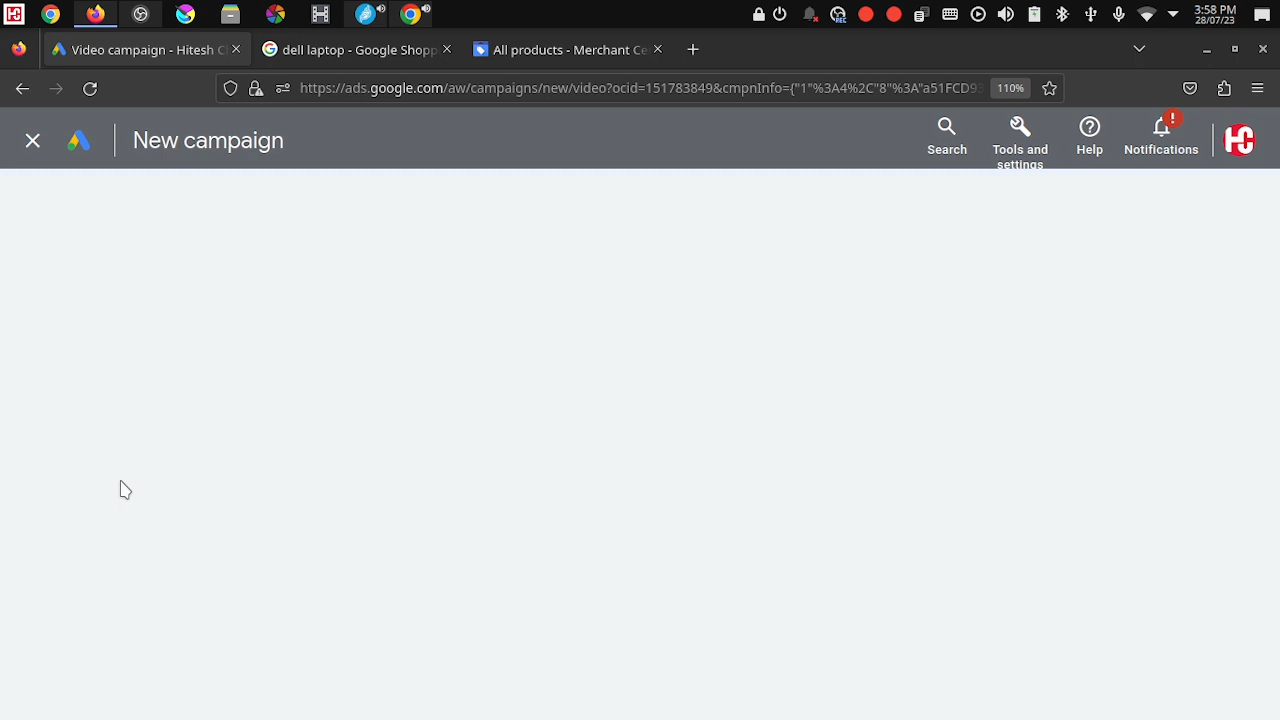 3:58 PM
28/07/23
Video campaign - Hitesh C
dell laptop - Google Shopp
All products - Merchant Ce
https://ads.google.com/aw/campaigns/new/video?ocid=151783849&cmpnInfo={"1"%3A4%2C"8"%3A"a51FCD93
110%
New campaign
Search
Tools and
settings
Help
Notifications